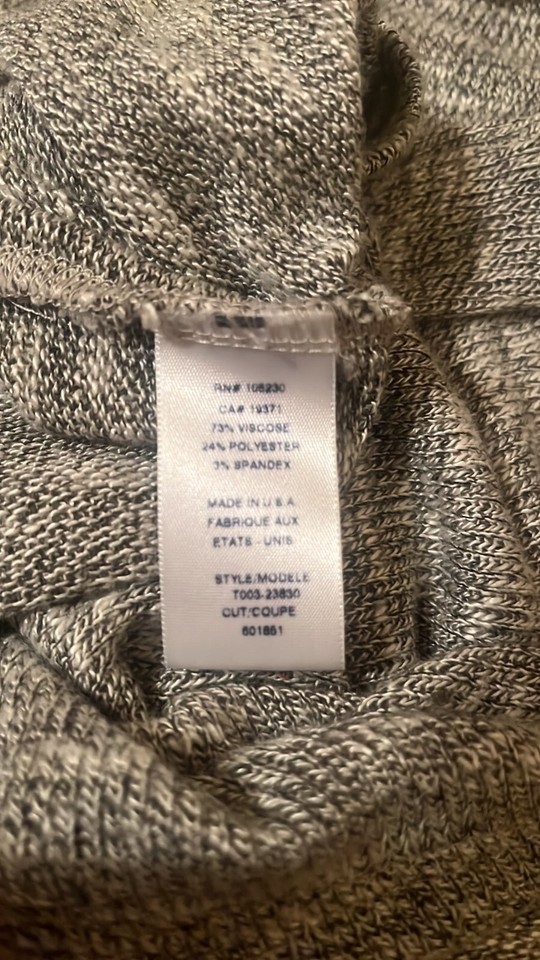 RN# 106230
CA# 19371
73% VISCOSE
24% POLYESTER
3% SPANDEX
MADE IN U S A
FABRIQUE AUX
ETATS - UNIS
STYLE/MODELE
T003-23830
CUT/COUPE
601861